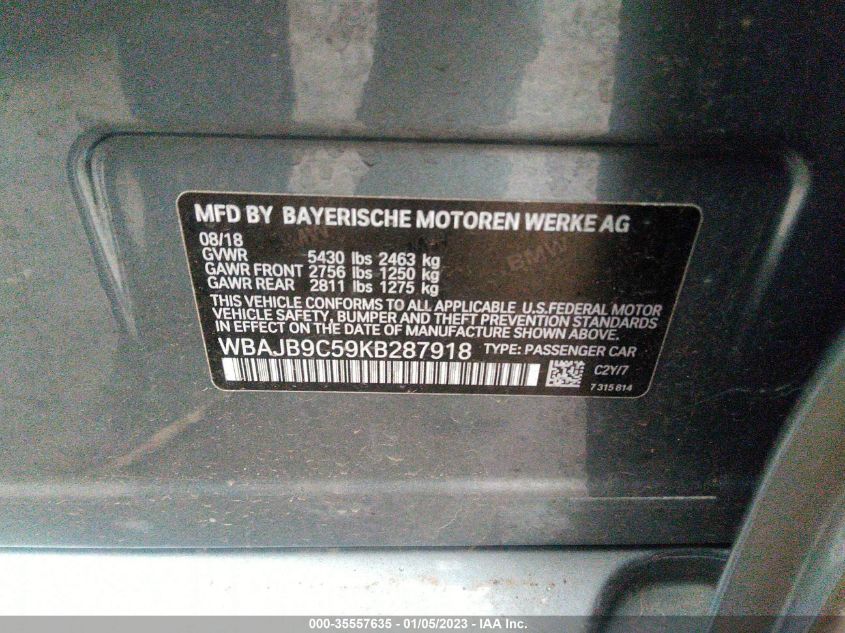 MFD BY BAYERISCHE MOTOREN WERKE AG
08/18
GVWR 5430 lbs 2463 kg
GAWR FRONT 2756 lbs 1250 kg
GAWR REAR 2811 lbs 1275 kg
THIS VEHICLE CONFORMS TO ALL APPLICABLE U.S.FEDERAL MOTOR
VEHICLE SAFETY, BUMPER AND THEFT PREVENTION STANDARDS
IN EFFECT ON THE DATE OF MANUFACTURE SHOWN ABOVE.
WBAJB9C59KB287918 TYPE: PASSENGER CAR
C2Y/7
7 315 814
BMW
000-35557635 - 01/05/2023 - IAA Inc.